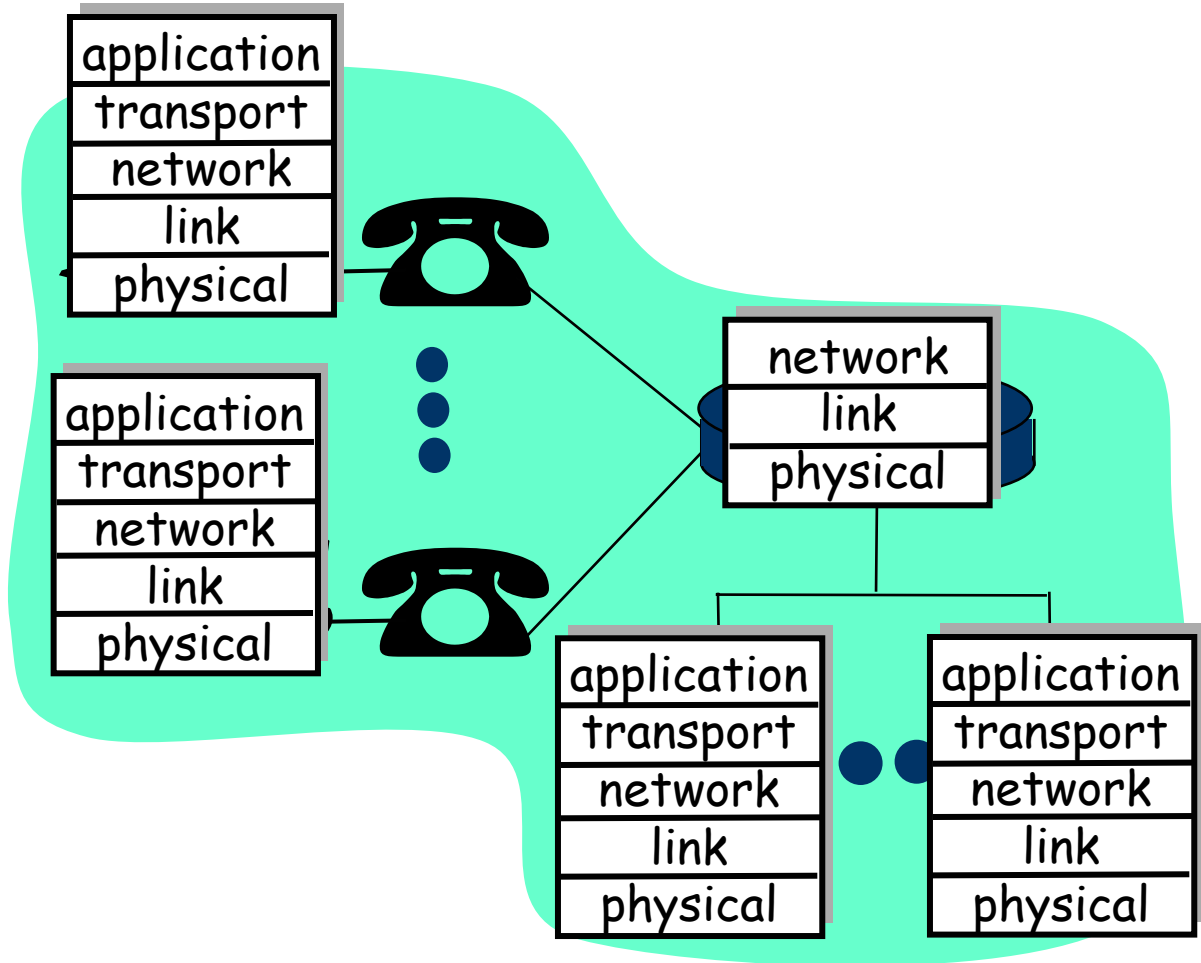 application
transport
network
link
physical
application
transport
network
link
physical
network
link
physical
application
transport
network
link
physical
application
transport
network
link
physical